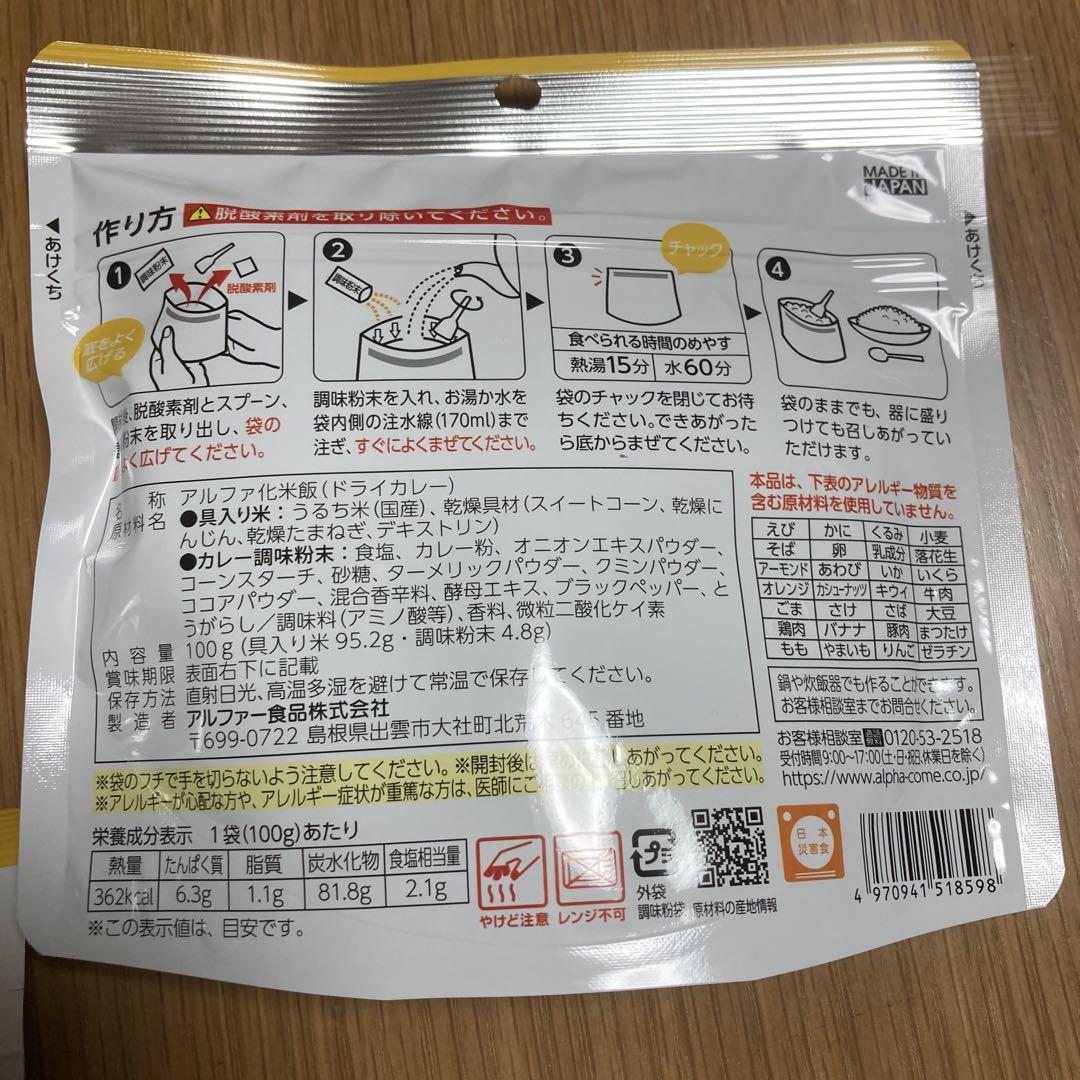 MADE IN JAPAN
作り方 ⚠脱酸素剤を取り除いてください。
◀あけくち
あけくち
❶
調味粉末
脱酸素剤
底をよく
広げる
脱酸素剤とスプーン、
粉末を取り出し、袋の
広げてください。
❷
調味粉末
調味粉末を入れ、お湯か水を
袋内側の注水線(170ml)まで
注ぎ、すぐによくまぜてください。
❸
チャック
食べられる時間のめやす
熱湯15分 水60分
袋のチャックを閉じてお待
ちください。できあがった
ら底からまぜてください。
❹
袋のままでも、器に盛り
つけても召しあがってい
ただけます。
名称 アルファ化米飯(ドライカレー)
原材料名 ●具入り米:うるち米(国産)、乾燥具材(スイートコーン、乾燥に
んじん、乾燥たまねぎ、デキストリン)
●カレー調味粉末:食塩、カレー粉、オニオンエキスパウダー、
コーンスターチ、砂糖、ターメリックパウダー、クミンパウダー、
ココアパウダー、混合香辛料、酵母エキス、ブラックペッパー、と
うがらし/調味料(アミノ酸等)、香料、微粒二酸化ケイ素
内容量 100g(具入り米 95.2g・調味粉末 4.8g)
賞味期限 表面右下に記載
保存方法 直射日光、高温多湿を避けて常温で保存してください。
製造者 アルファー食品株式会社
〒699-0722 島根県出雲市大社町北荒木 645 番地
本品は、下表のアレルギー物質を
含む原材料を使用していません。
えび かに くるみ 小麦
そば 卵 乳成分 落花生
アーモンド あわび いか いくら
オレンジ カシューナッツ キウィ 牛肉
ごま さけ さば 大豆
鶏肉 バナナ 豚肉 まつたけ
もも やまいも りんご ゼラチン
鍋や炊飯器でも作ることができます。
お客様相談室までお問合せください。
お客様相談室 0120-53-2518
受付時間9:00~17:00(土・日・祝、休業日を除く)
https://www.alpha-come.co.jp/
※袋のフチで手を切らないよう注意してください。※開封後は しあがってください。
※アレルギーが心配な方や、アレルギー症状が重篤な方は、医師にご 召しあがってください。
栄養成分表示 1袋(100g)あたり
熱量 たんぱく質 脂質 炭水化物 食塩相当量
362kcal 6.3g 1.1g 81.8g 2.1g
※この表示値は、目安です。
やけど注意
レンジ不可
プラ
外袋
調味粉袋
原材料の産地情報
日本
災害食
4 970941 518598